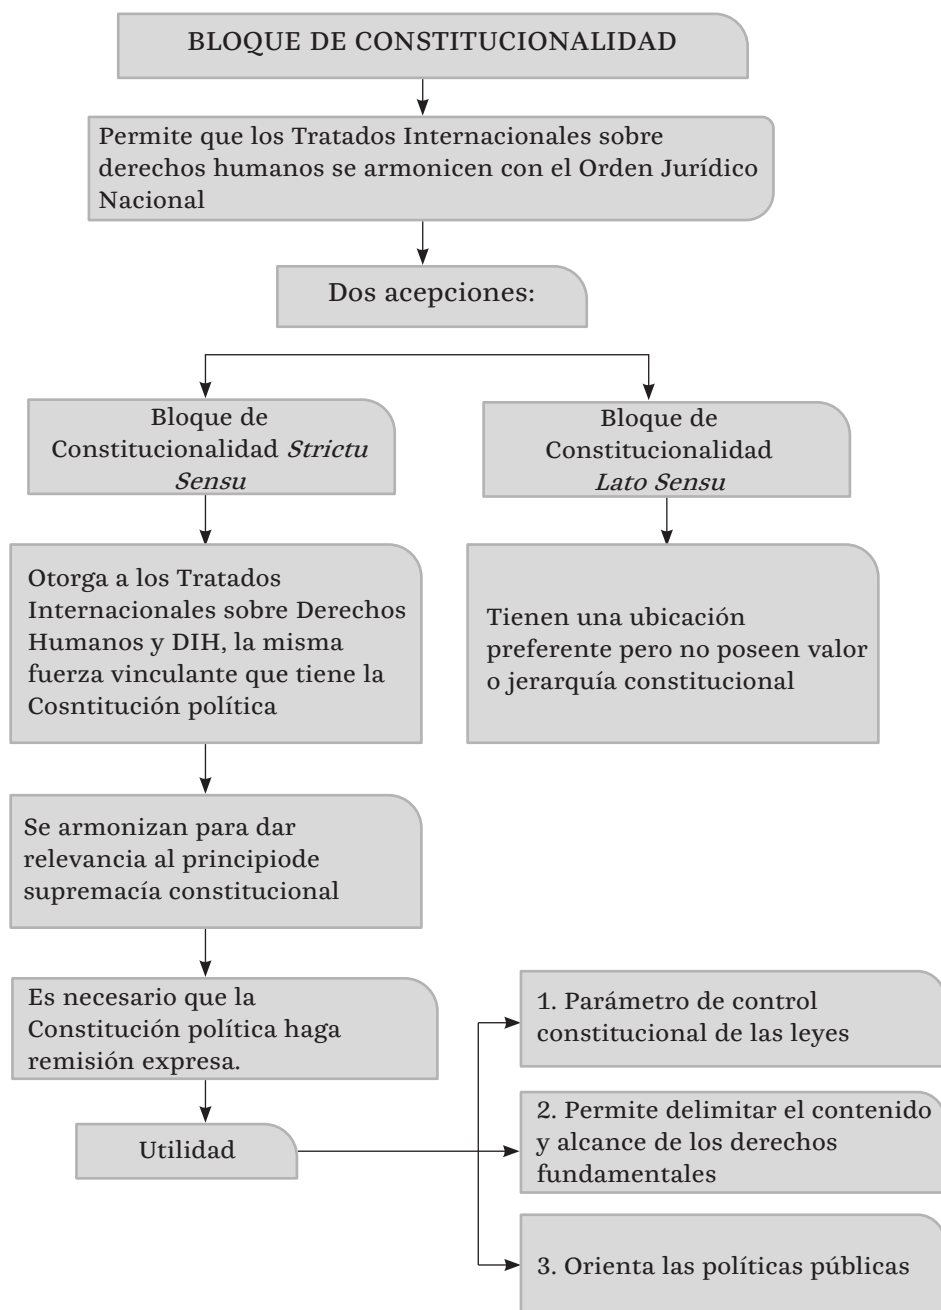 BLOQUE DE CONSTITUCIONALIDAD
Permite que los Tratados Internacionales sobre
derechos humanos se armonicen con el Orden Jurídico
Nacional
Dos acepciones:
Bloque de
Constitucionalidad Strictu
Sensu
Bloque de
Constitucionalidad
Lato Sensu
Otorga a los Tratados
Internacionales sobre Derechos
Humanos y DIH, la misma
fuerza vinculante que tiene la
Cosntitución política
Tienen una ubicación
preferente pero no poseen valor
o jerarquía constitucional
Se armonizan para dar
relevancia al principiode
supremacía constitucional
Es necesario que la
Constitución política haga
remisión expresa.
Utilidad
1. Parámetro de control
constitucional de las leyes
2. Permite delimitar el contenido
y alcance de los derechos
fundamentales
3. Orienta las políticas públicas